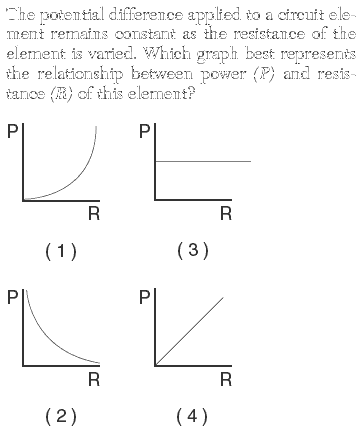 The potential difference applied to a circuit ele-
ment remains constant as the resistance of the
element is varied. Which graph best represents
the relationship between power (P) and resis-
tance (R) of this element?
P P
R R
(1) (3)
P P
R R
(2) (4)